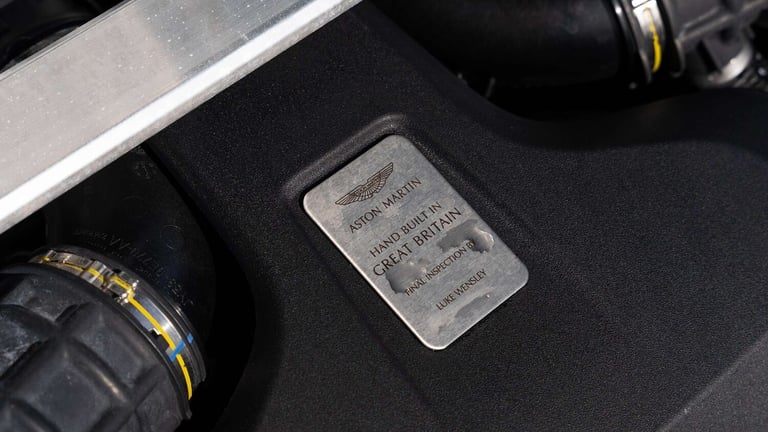 ASTON MARTIN
HAND BUILT IN
GREAT BRITAIN
FINAL INSPECTION BY
LUKE WENSLEY